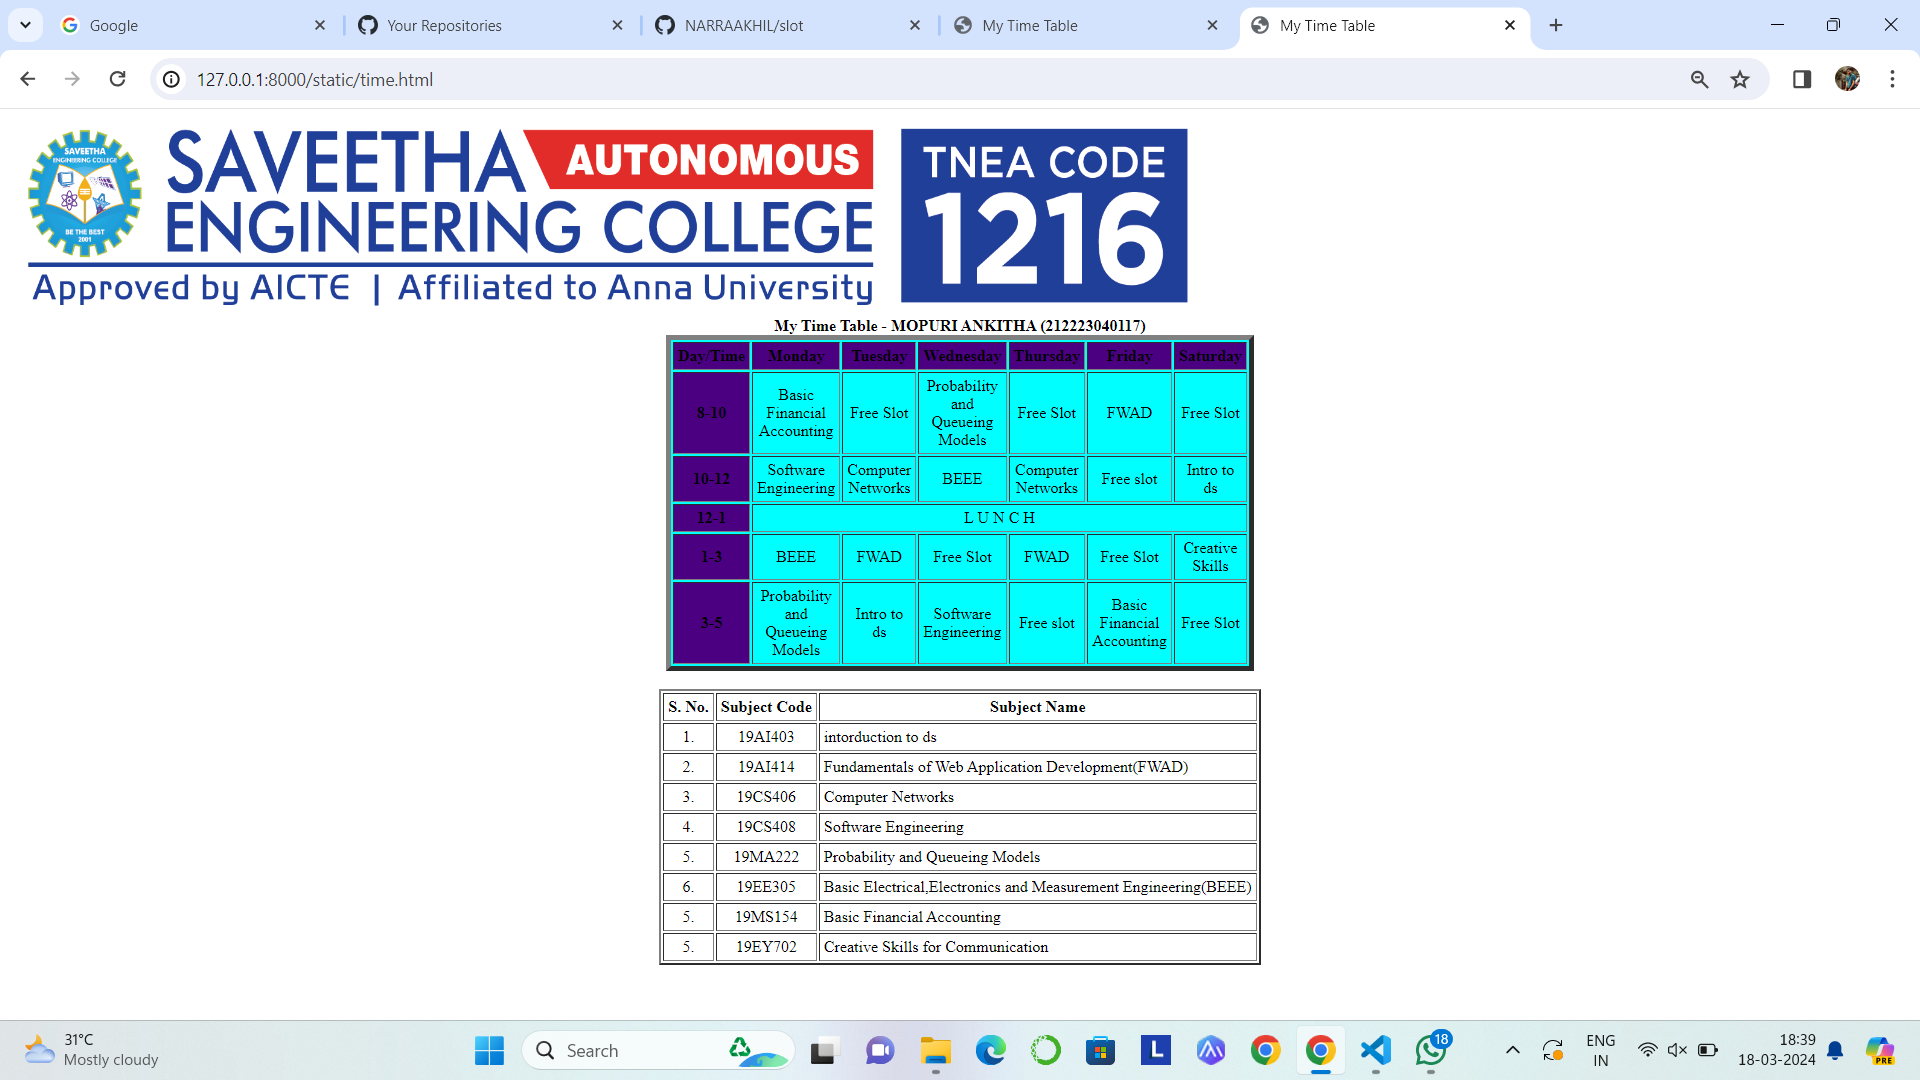 Google
Your Repositories
NARRAAKHIL/slot
My Time Table
My Time Table
127.0.0.1:8000/static/time.html
SAVEETHA
ENGINEERING COLLEGE
BE THE BEST
2001
SAVEETHA AUTONOMOUS
ENGINEERING COLLEGE
Approved by AICTE | Affiliated to Anna University
TNEA CODE
1216
My Time Table - MOPURI ANKITHA (212223040117)
Day/Time Monday Tuesday Wednesday Thursday Friday Saturday
8-10 Basic Financial Accounting Free Slot Probability and Queueing Models Free Slot FWAD Free Slot
10-12 Software Engineering Computer Networks BEEE Computer Networks Free slot Intro to ds
12-1 L U N C H
1-3 BEEE FWAD Free Slot FWAD Free Slot Creative Skills
3-5 Probability and Queueing Models Intro to ds Software Engineering Free slot Basic Financial Accounting Free Slot
S. No. Subject Code Subject Name
1. 19AI403 intorduction to ds
2. 19AI414 Fundamentals of Web Application Development(FWAD)
3. 19CS406 Computer Networks
4. 19CS408 Software Engineering
5. 19MA222 Probability and Queueing Models
6. 19EE305 Basic Electrical,Electronics and Measurement Engineering(BEEE)
5. 19MS154 Basic Financial Accounting
5. 19EY702 Creative Skills for Communication
31°C
Mostly cloudy
Search
L
18
PRE
ENG
IN
18:39
18-03-2024